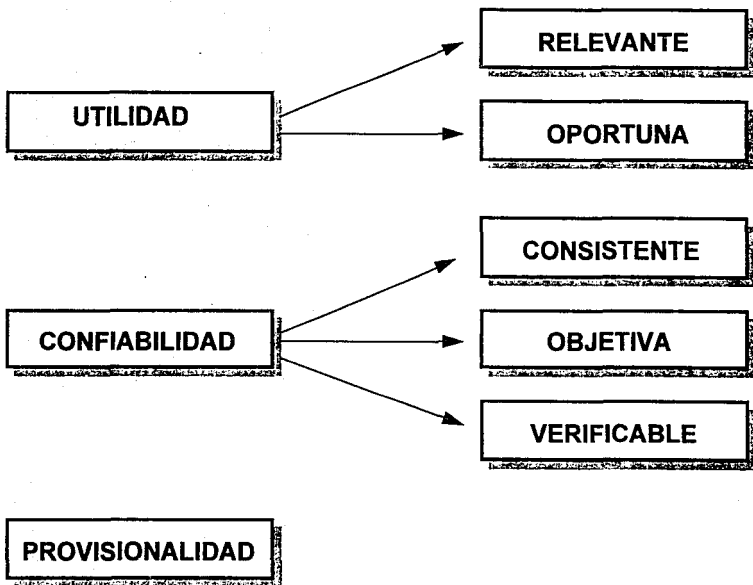 UTILIDAD
RELEVANTE
OPORTUNA
CONFIABILIDAD
CONSISTENTE
OBJETIVA
VERIFICABLE
PROVISIONALIDAD